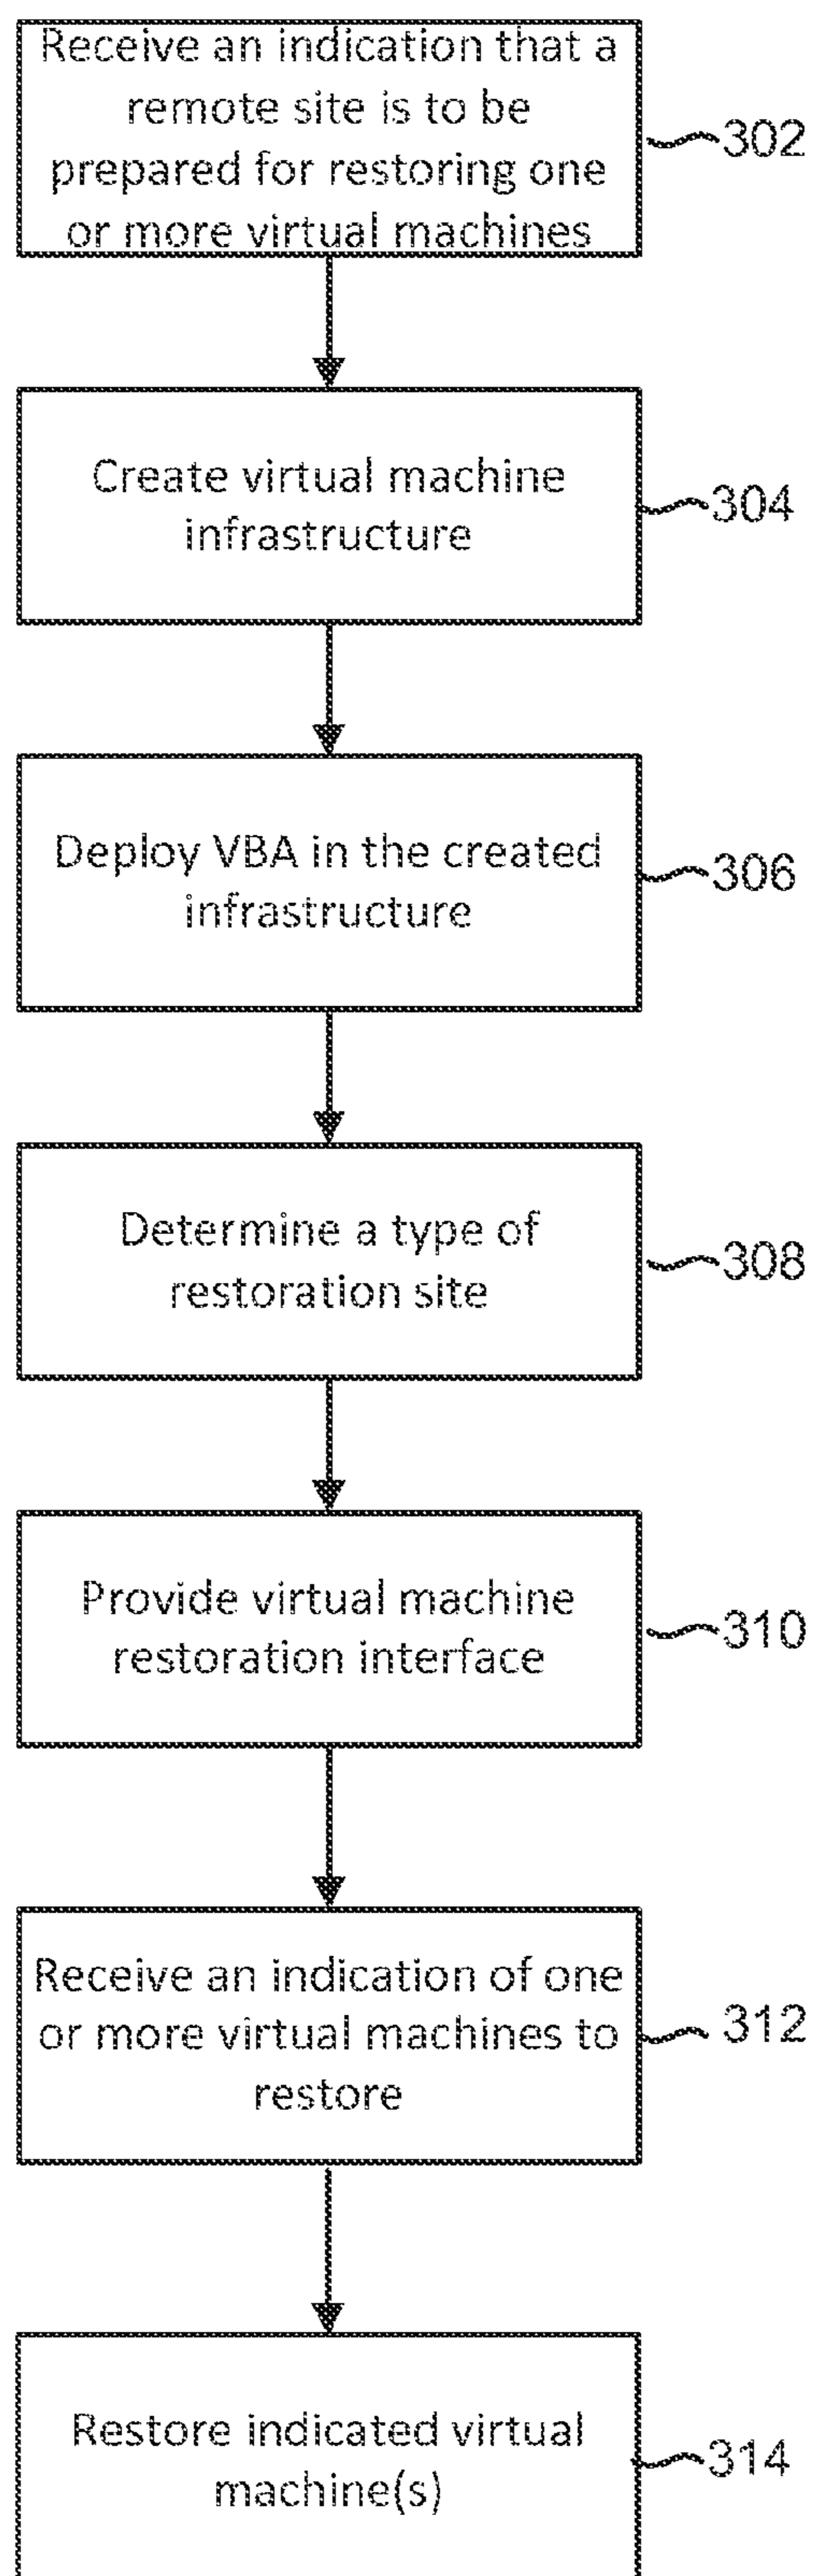 Receive an indication that a
remote site is to be
prepared for restoring one
or more virtual machines
302
Create virtual machine
infrastructure
304
Deploy VBA in the created
infrastructure
306
Determine a type of
restoration site
308
Provide virtual machine
restoration interface
310
Receive an indication of one
or more virtual machines to
restore
312
Restore indicated virtual
machine(s)
314